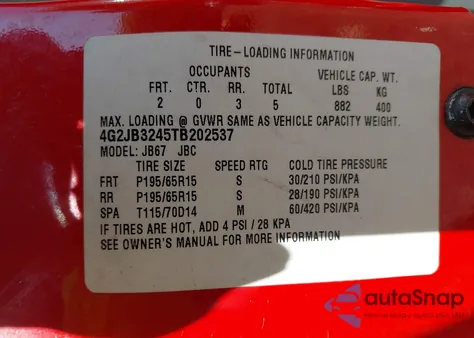 TIRE-LOADING INFORMATION
OCCUPANTS VEHICLE CAP. WT.
FRT. CTR. RR. TOTAL LBS KG
2 0 3 5 882 400
MAX. LOADING @ GVWR SAME AS VEHICLE CAPACITY WEIGHT.
4G2JB3245TB202537
MODEL: JB67 JBC
TIRE SIZE SPEED RTG COLD TIRE PRESSURE
FRT P195/65R15 S 30/210 PSI/KPA
RR P195/65R15 S 28/190 PSI/KPA
SPA T115/70D14 M 60/420 PSI/KPA
IF TIRES ARE HOT, ADD 4 PSI / 28 KPA
SEE OWNER'S MANUAL FOR MORE INFORMATION
autaSnap